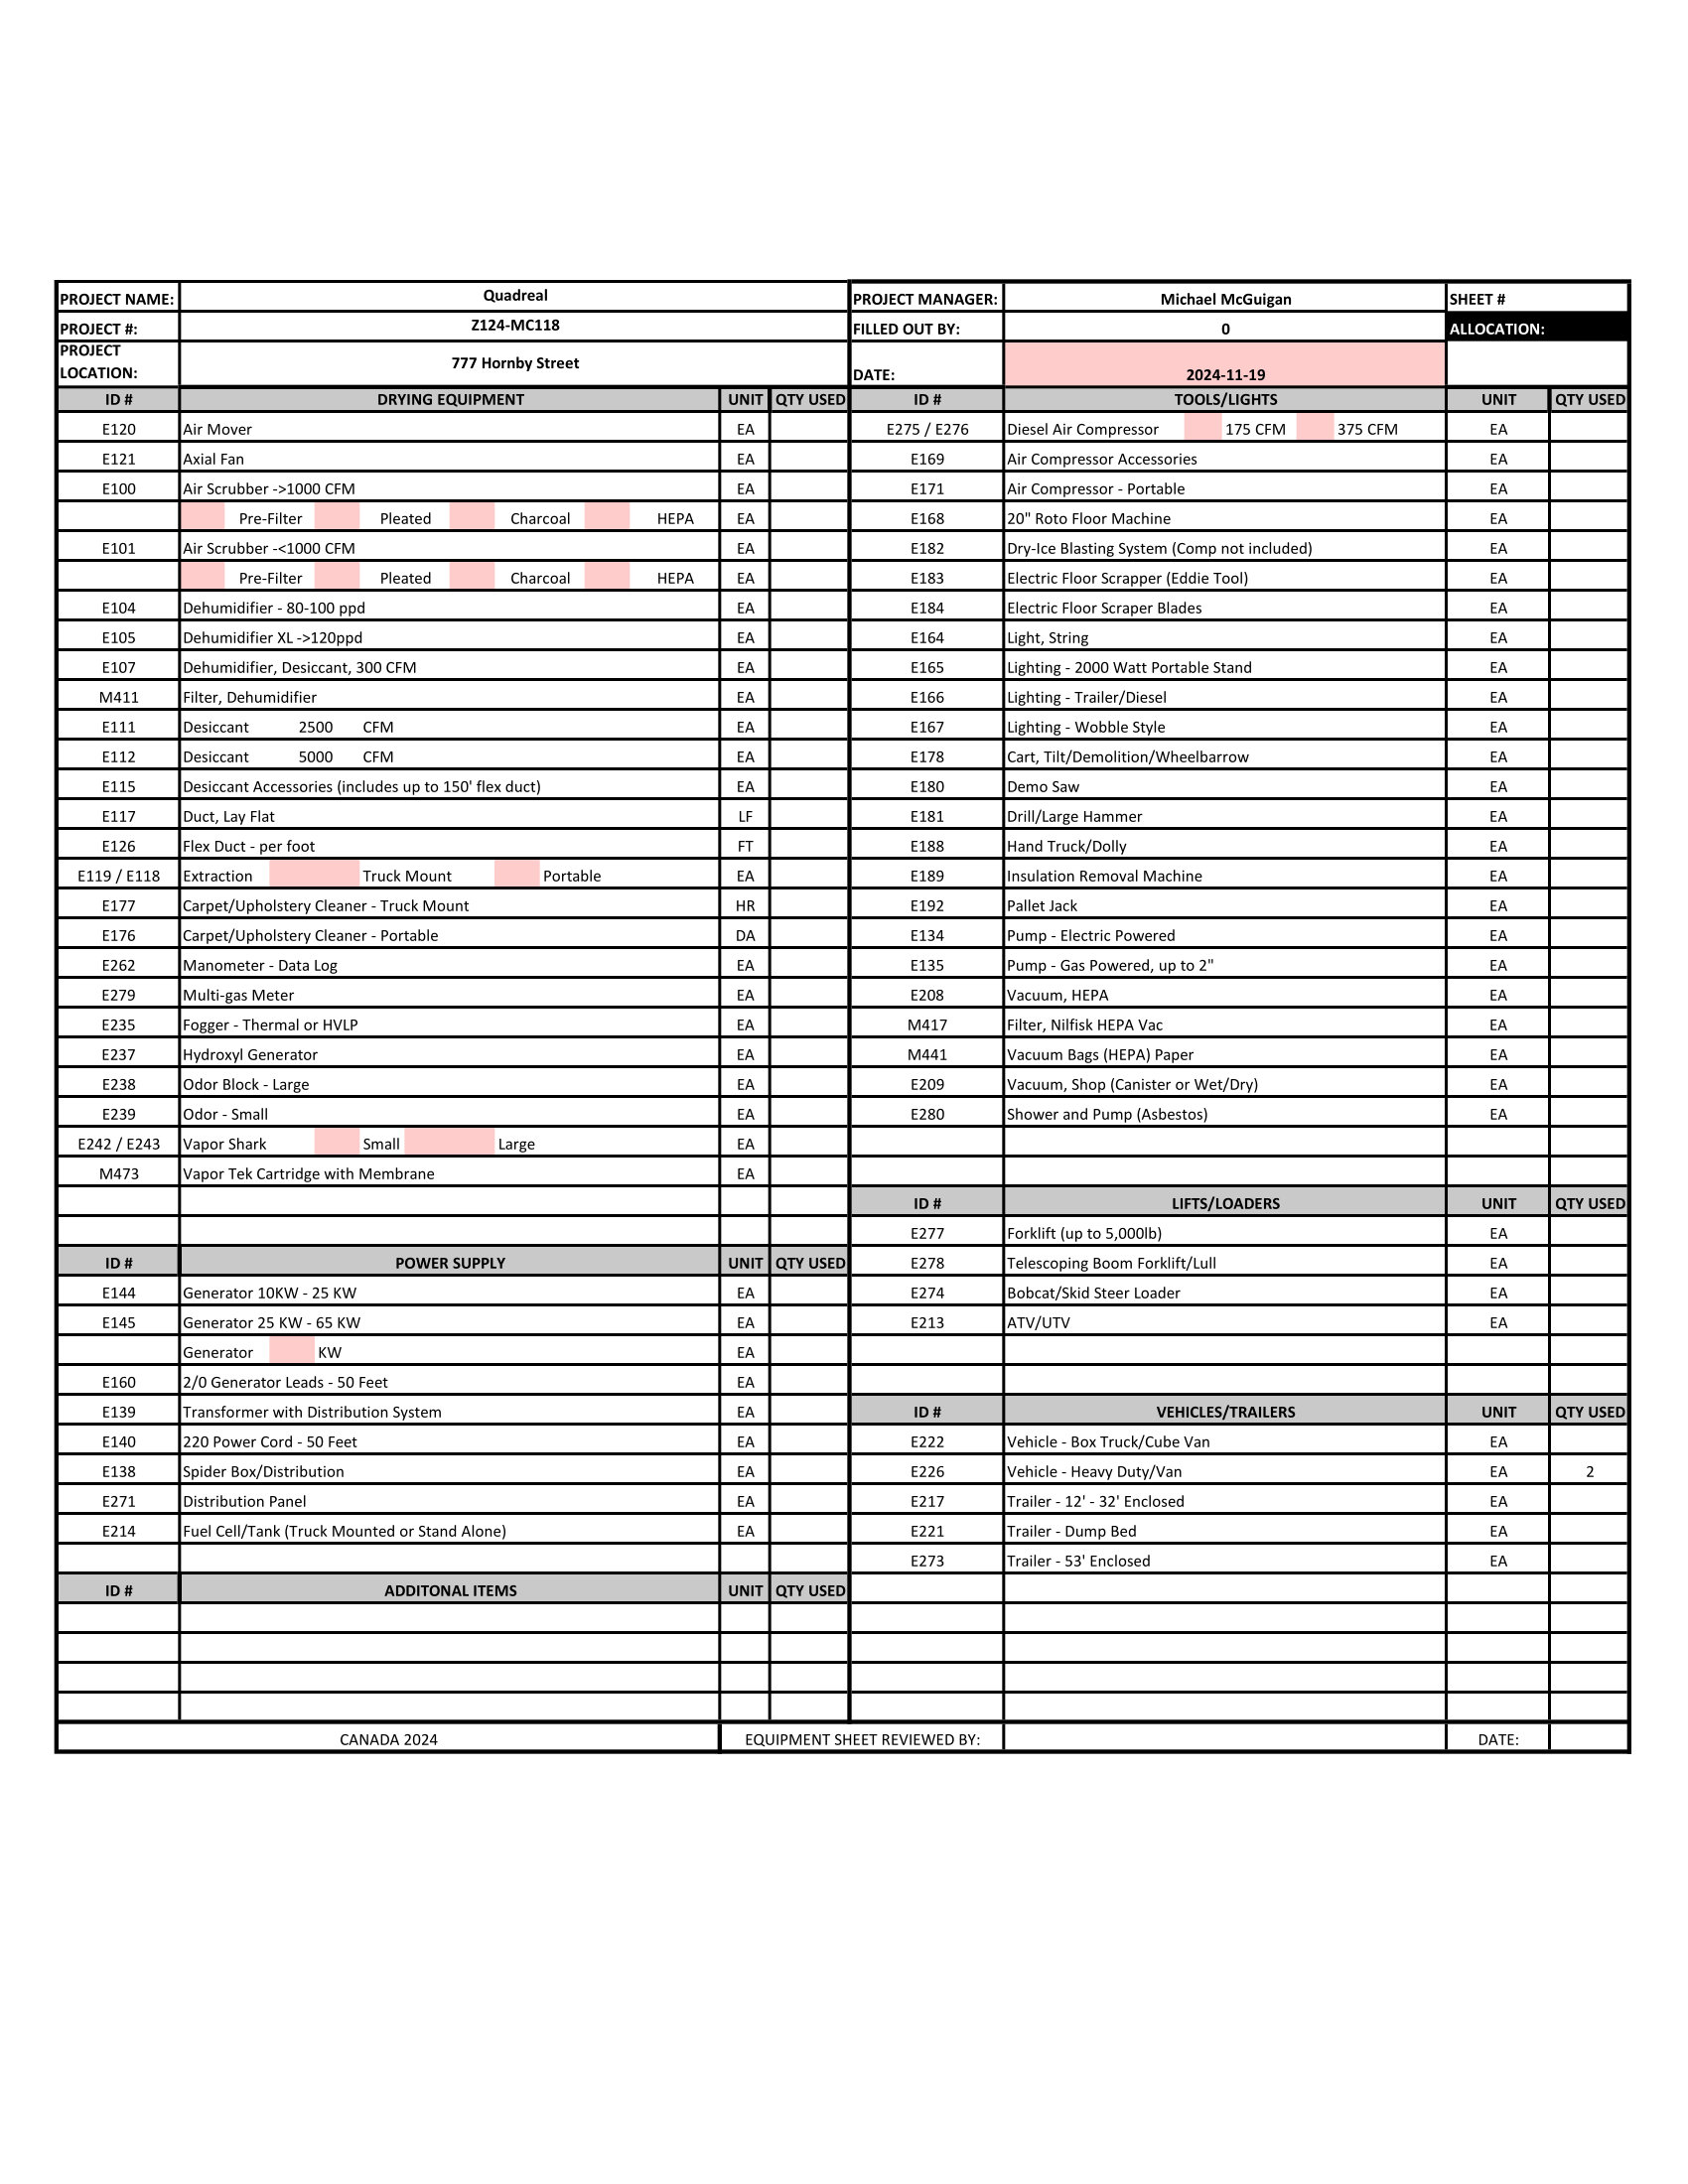 PROJECT NAME: Quadreal PROJECT MANAGER: Michael McGuigan SHEET #
PROJECT #: Z124-MC118 FILLED OUT BY: 0 ALLOCATION:
PROJECT LOCATION: 777 Hornby Street DATE: 2024-11-19
ID # DRYING EQUIPMENT UNIT QTY USED ID # TOOLS/LIGHTS UNIT QTY USED
E120 Air Mover EA E275 / E276 Diesel Air Compressor 175 CFM 375 CFM EA
E121 Axial Fan EA E169 Air Compressor Accessories EA
E100 Air Scrubber ->1000 CFM EA E171 Air Compressor - Portable EA
Pre-Filter Pleated Charcoal HEPA EA E168 20" Roto Floor Machine EA
E101 Air Scrubber -<1000 CFM EA E182 Dry-Ice Blasting System (Comp not included) EA
Pre-Filter Pleated Charcoal HEPA EA E183 Electric Floor Scrapper (Eddie Tool) EA
E104 Dehumidifier - 80-100 ppd EA E184 Electric Floor Scraper Blades EA
E105 Dehumidifier XL ->120ppd EA E164 Light, String EA
E107 Dehumidifier, Desiccant, 300 CFM EA E165 Lighting - 2000 Watt Portable Stand EA
M411 Filter, Dehumidifier EA E166 Lighting - Trailer/Diesel EA
E111 Desiccant 2500 CFM EA E167 Lighting - Wobble Style EA
E112 Desiccant 5000 CFM EA E178 Cart, Tilt/Demolition/Wheelbarrow EA
E115 Desiccant Accessories (includes up to 150' flex duct) EA E180 Demo Saw EA
E117 Duct, Lay Flat LF E181 Drill/Large Hammer EA
E126 Flex Duct - per foot FT E188 Hand Truck/Dolly EA
E119 / E118 Extraction Truck Mount Portable EA E189 Insulation Removal Machine EA
E177 Carpet/Upholstery Cleaner - Truck Mount HR E192 Pallet Jack EA
E176 Carpet/Upholstery Cleaner - Portable DA E134 Pump - Electric Powered EA
E262 Manometer - Data Log EA E135 Pump - Gas Powered, up to 2" EA
E279 Multi-gas Meter EA E208 Vacuum, HEPA EA
E235 Fogger - Thermal or HVLP EA M417 Filter, Nilfisk HEPA Vac EA
E237 Hydroxyl Generator EA M441 Vacuum Bags (HEPA) Paper EA
E238 Odor Block - Large EA E209 Vacuum, Shop (Canister or Wet/Dry) EA
E239 Odor - Small EA E280 Shower and Pump (Asbestos) EA
E242 / E243 Vapor Shark Small Large EA
M473 Vapor Tek Cartridge with Membrane EA
ID # LIFTS/LOADERS UNIT QTY USED
E277 Forklift (up to 5,000lb) EA
ID # POWER SUPPLY UNIT QTY USED E278 Telescoping Boom Forklift/Lull EA
E144 Generator 10KW - 25 KW EA E274 Bobcat/Skid Steer Loader EA
E145 Generator 25 KW - 65 KW EA E213 ATV/UTV EA
Generator KW EA
E160 2/0 Generator Leads - 50 Feet EA
E139 Transformer with Distribution System EA ID # VEHICLES/TRAILERS UNIT QTY USED
E140 220 Power Cord - 50 Feet EA E222 Vehicle - Box Truck/Cube Van EA
E138 Spider Box/Distribution EA E226 Vehicle - Heavy Duty/Van EA 2
E271 Distribution Panel EA E217 Trailer - 12' - 32' Enclosed EA
E214 Fuel Cell/Tank (Truck Mounted or Stand Alone) EA E221 Trailer - Dump Bed EA
E273 Trailer - 53' Enclosed EA
ID # ADDITONAL ITEMS UNIT QTY USED
CANADA 2024 EQUIPMENT SHEET REVIEWED BY: DATE: